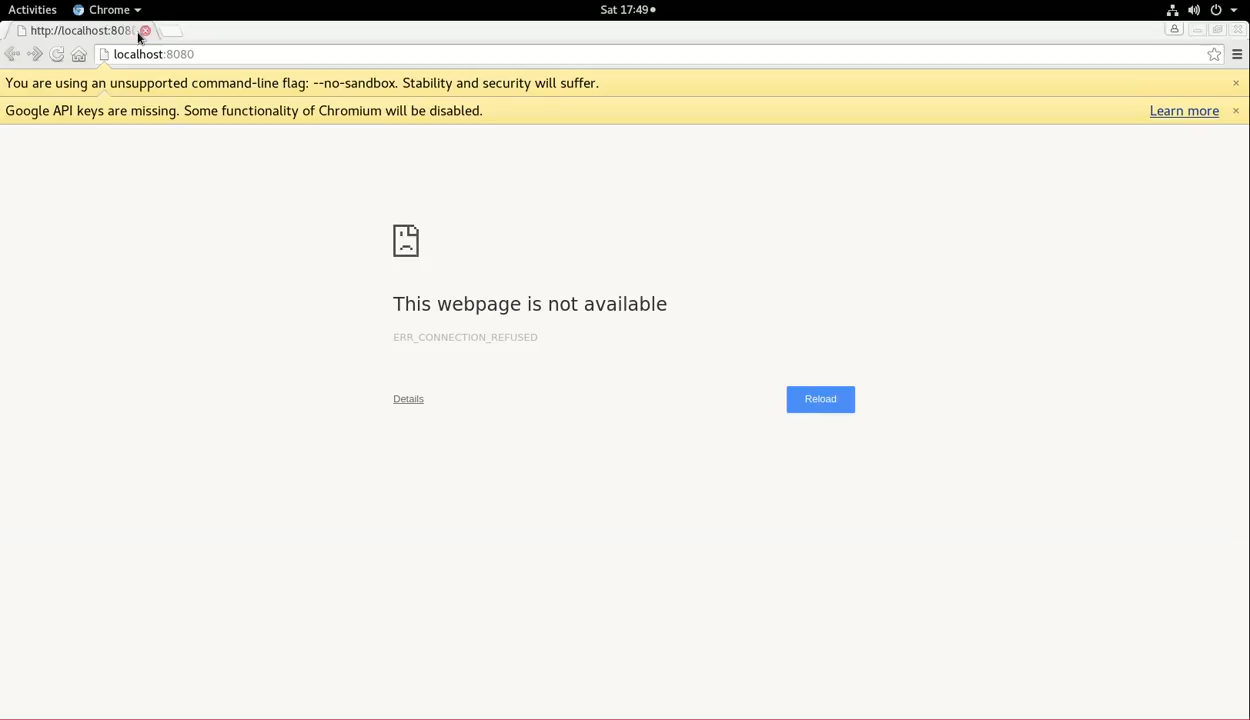 Activities Chrome Sat 17:49
http://localhost:8080
localhost:8080
You are using an unsupported command-line flag: --no-sandbox. Stability and security will suffer.
Google API keys are missing. Some functionality of Chromium will be disabled. Learn more
This webpage is not available
ERR_CONNECTION_REFUSED
Details Reload